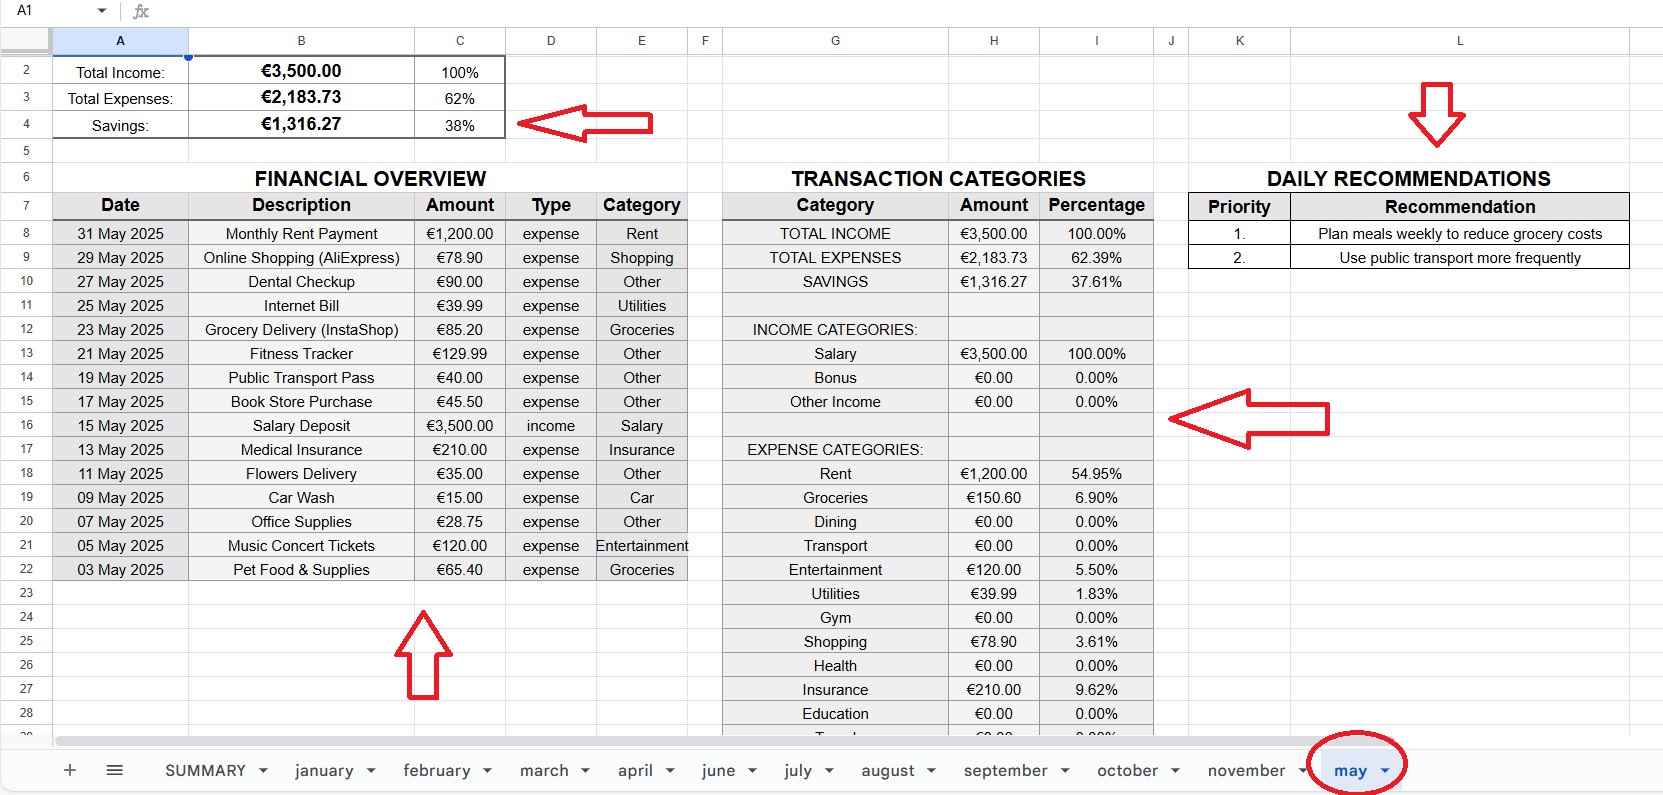 A1 fx
A B C D E F G H I J K L
2 Total Income: €3,500.00 100%
3 Total Expenses: €2,183.73 62%
4 Savings: €1,316.27 38%
5
6 FINANCIAL OVERVIEW TRANSACTION CATEGORIES DAILY RECOMMENDATIONS
7 Date Description Amount Type Category Category Amount Percentage Priority Recommendation
8 31 May 2025 Monthly Rent Payment €1,200.00 expense Rent TOTAL INCOME €3,500.00 100.00% 1. Plan meals weekly to reduce grocery costs
9 29 May 2025 Online Shopping (AliExpress) €78.90 expense Shopping TOTAL EXPENSES €2,183.73 62.39% 2. Use public transport more frequently
10 27 May 2025 Dental Checkup €90.00 expense Other SAVINGS €1,316.27 37.61%
11 25 May 2025 Internet Bill €39.99 expense Utilities
12 23 May 2025 Grocery Delivery (InstaShop) €85.20 expense Groceries INCOME CATEGORIES:
13 21 May 2025 Fitness Tracker €129.99 expense Other Salary €3,500.00 100.00%
14 19 May 2025 Public Transport Pass €40.00 expense Other Bonus €0.00 0.00%
15 17 May 2025 Book Store Purchase €45.50 expense Other Other Income €0.00 0.00%
16 15 May 2025 Salary Deposit €3,500.00 income Salary
17 13 May 2025 Medical Insurance €210.00 expense Insurance EXPENSE CATEGORIES:
18 11 May 2025 Flowers Delivery €35.00 expense Other Rent €1,200.00 54.95%
19 09 May 2025 Car Wash €15.00 expense Car Groceries €150.60 6.90%
20 07 May 2025 Office Supplies €28.75 expense Other Dining €0.00 0.00%
21 05 May 2025 Music Concert Tickets €120.00 expense Entertainment Transport €0.00 0.00%
22 03 May 2025 Pet Food & Supplies €65.40 expense Groceries Entertainment €120.00 5.50%
23 Utilities €39.99 1.83%
24 Gym €0.00 0.00%
25 Shopping €78.90 3.61%
26 Health €0.00 0.00%
27 Insurance €210.00 9.62%
28 Education €0.00 0.00%
SUMMARY january february march april june july august september october november may